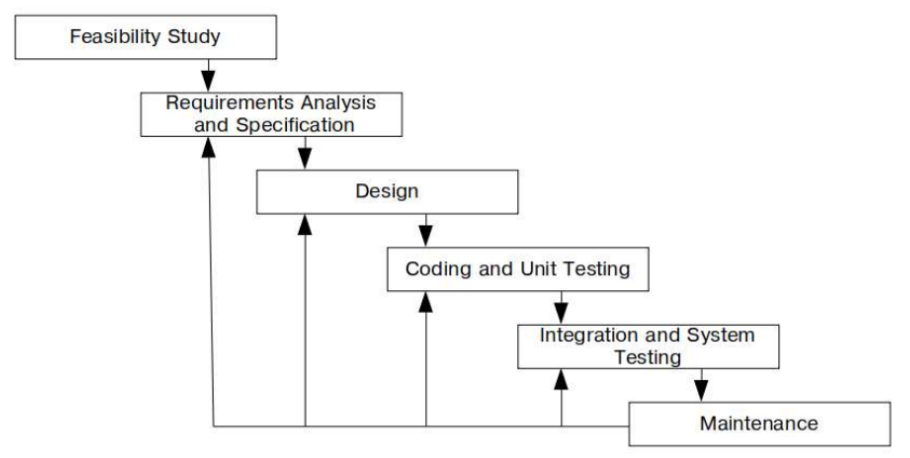 Feasibility Study
Requirements Analysis
and Specification
Design
Coding and Unit Testing
Integration and System
Testing
Maintenance